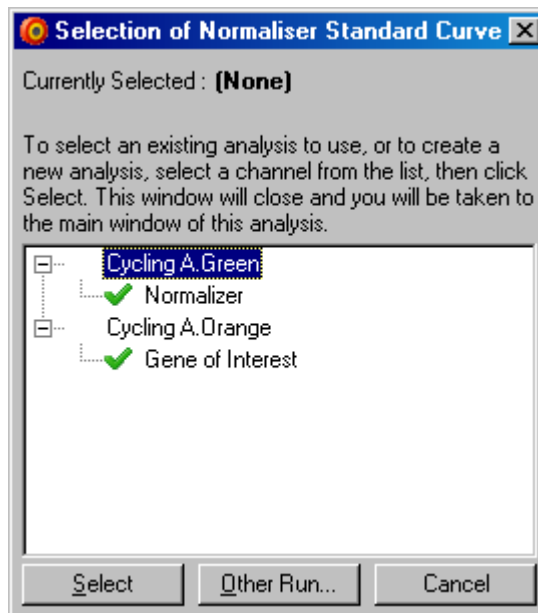 Selection of Normaliser Standard Curve
Currently Selected : (None)
To select an existing analysis to use, or to create a
new analysis, select a channel from the list, then click
Select. This window will close and you will be taken to
the main window of this analysis.
Cycling A.Green
Normalizer
Cycling A.Orange
Gene of Interest
Select Other Run... Cancel